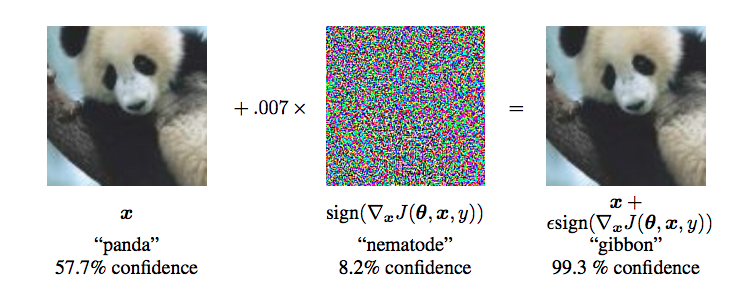 + .007 ×
=
x
sign(∇ₓJ(θ, x, y))
x +
ϵsign(∇ₓJ(θ, x, y))
“panda”
“nematode”
“gibbon”
57.7% confidence
8.2% confidence
99.3 % confidence